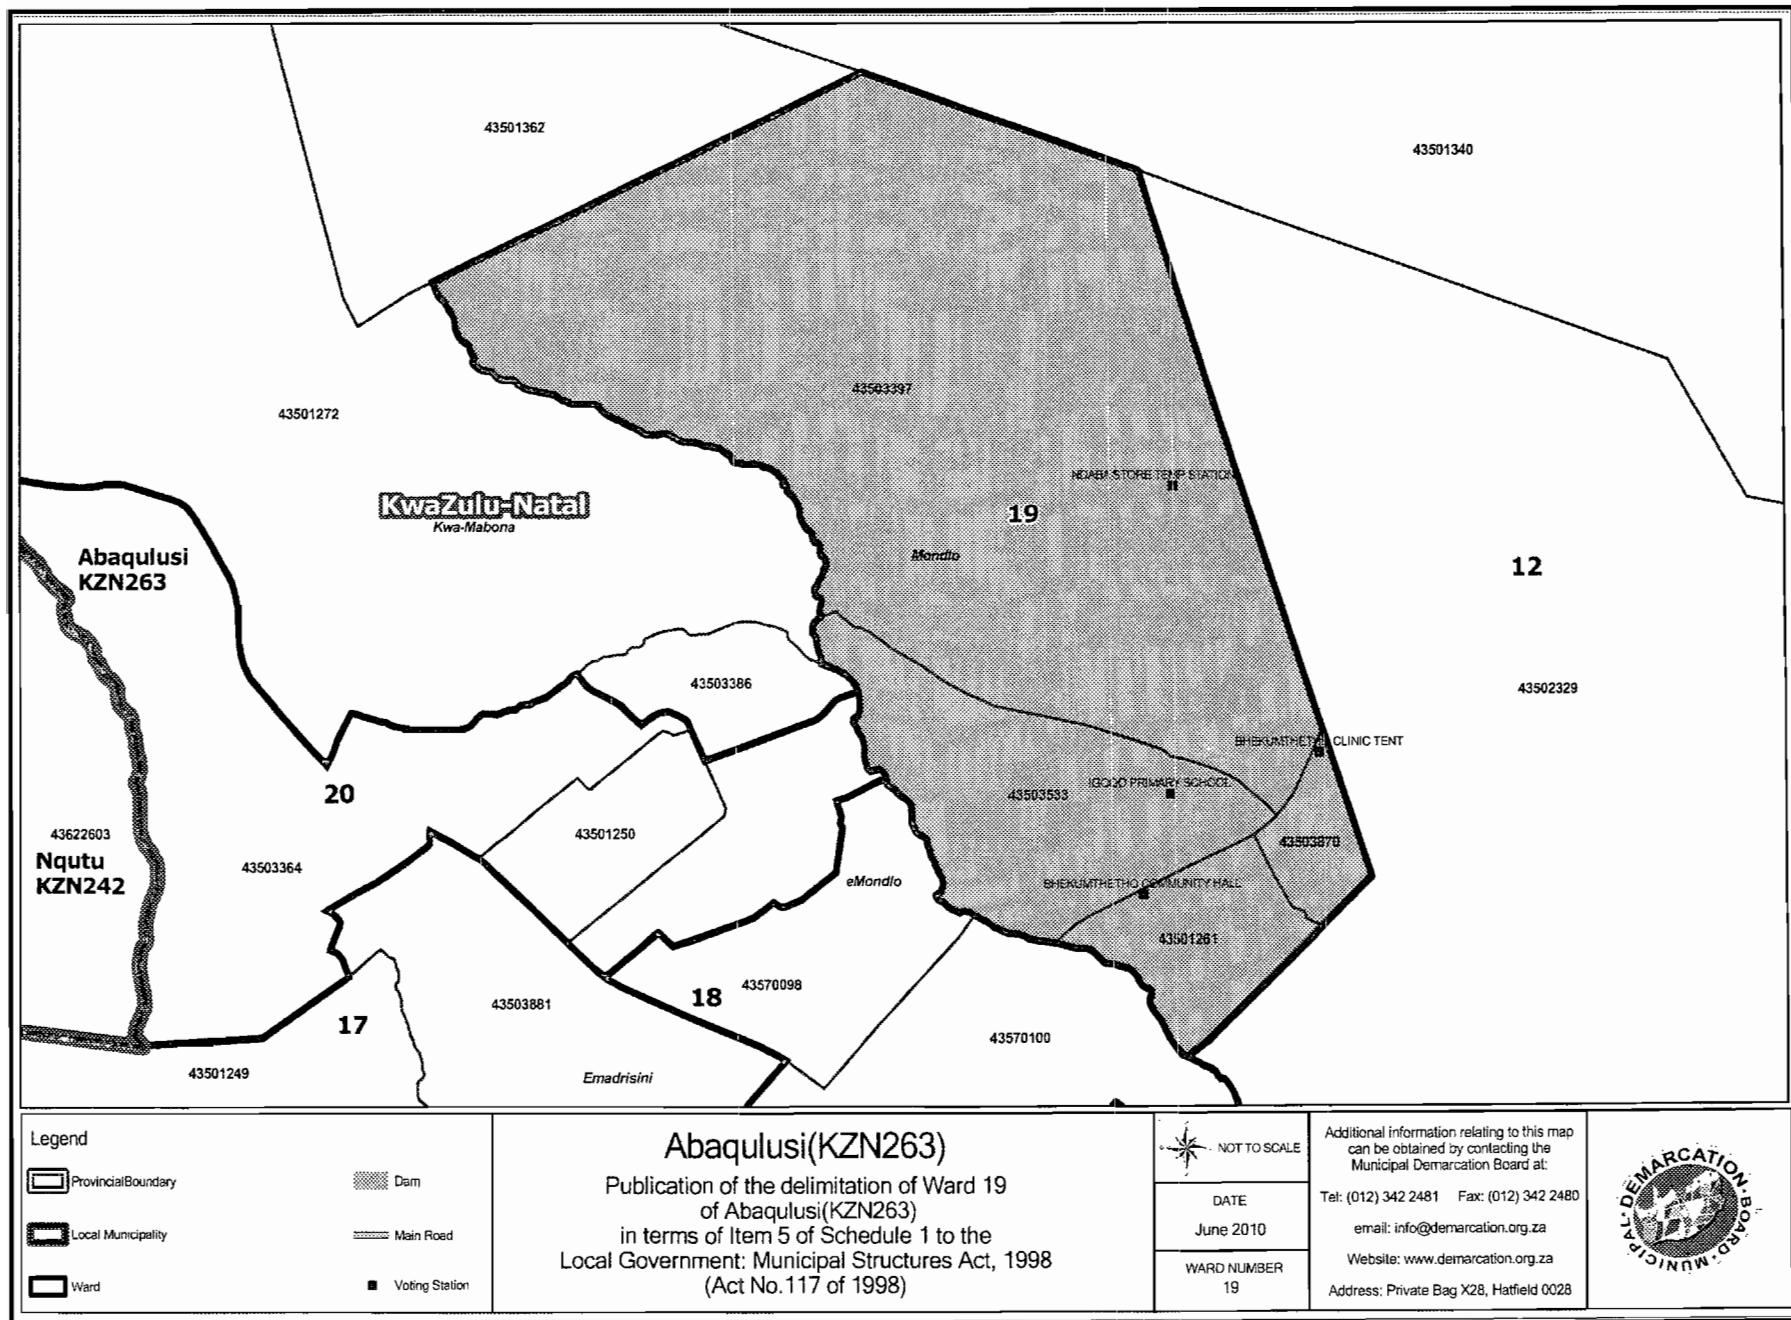 43501362
43501340
43503397
43501272
NDABA STORE TEMP STATION
KwaZulu-Natal
Kwa-Mabona
19
Abaqulusi
KZN263
Mondlo
12
43503386
43502329
BHEKUMTHETHO CLINIC TENT
20
IGODO PRIMARY SCHOOL
43503533
43622603
43501250
43503870
Nqutu
KZN242
43503364
eMondlo
BHEKUMTHETHO COMMUNITY HALL
43501261
18
43570098
43503881
17
43570100
43501249
Emadrisini
Legend
ProvincialBoundary
Dam
Local Municipality
Main Road
Ward
Voting Station
Abaqulusi(KZN263)
Publication of the delimitation of Ward 19
of Abaqulusi(KZN263)
in terms of Item 5 of Schedule 1 to the
Local Government: Municipal Structures Act, 1998
(Act No.117 of 1998)
NOT TO SCALE
DATE
June 2010
WARD NUMBER
19
Additional information relating to this map
can be obtained by contacting the
Municipal Demarcation Board at:
Tel: (012) 342 2481 Fax: (012) 342 2480
email: info@demarcation.org.za
Website: www.demarcation.org.za
Address: Private Bag X28, Hatfield 0028
MUNICIPAL DEMARCATION BOARD